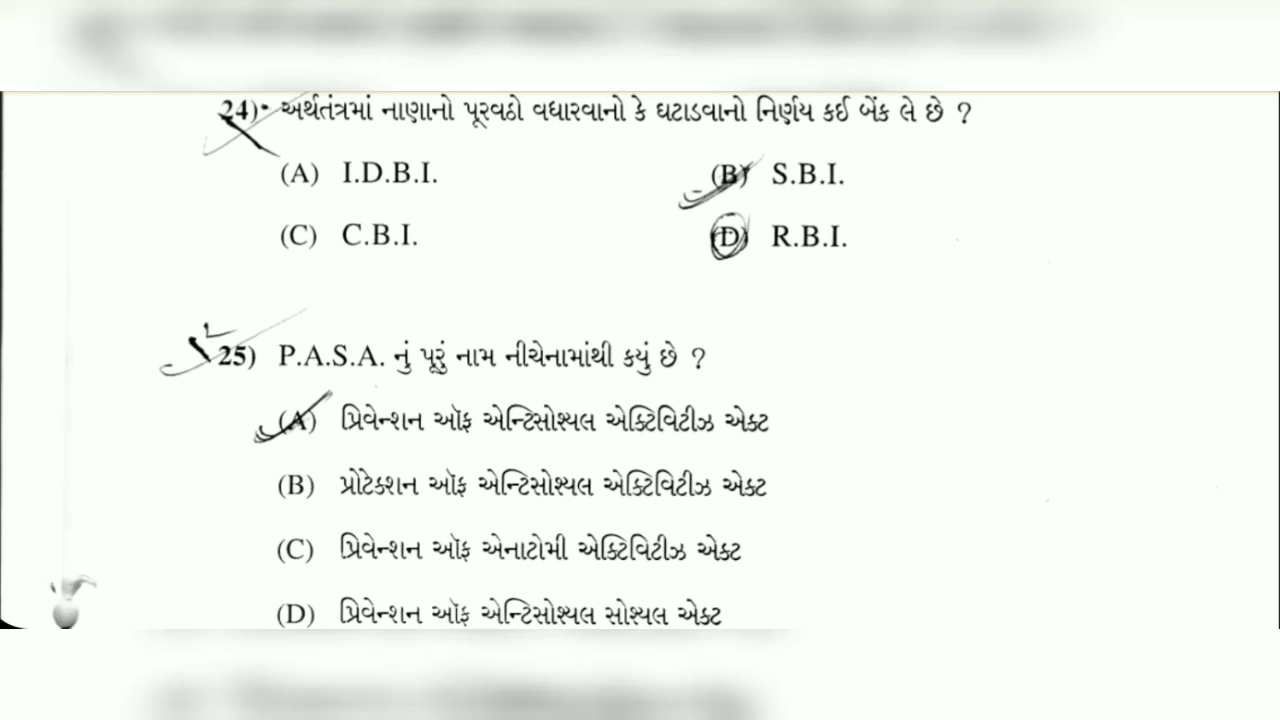 24) અર્થતંત્રમાં નાણાનો પૂરવઠો વધારવાનો કે ઘટાડવાનો નિર્ણય કઈ બેંક લે છે ?
(A) I.D.B.I. (B) S.B.I.
(C) C.B.I. (D) R.B.I.
25) P.A.S.A. નું પૂરું નામ નીચેનામાંથી કયું છે ?
(A) પ્રિવેન્શન ઑફ એન્ટિસોશ્યલ એક્ટિવિટીઝ એક્ટ
(B) પ્રોટેક્શન ઑફ એન્ટિસોશ્યલ એક્ટિવિટીઝ એક્ટ
(C) પ્રિવેન્શન ઑફ એનાટોમી એક્ટિવિટીઝ એક્ટ
(D) પ્રિવેન્શન ઑફ એન્ટિસોશ્યલ સોશ્યલ એક્ટ